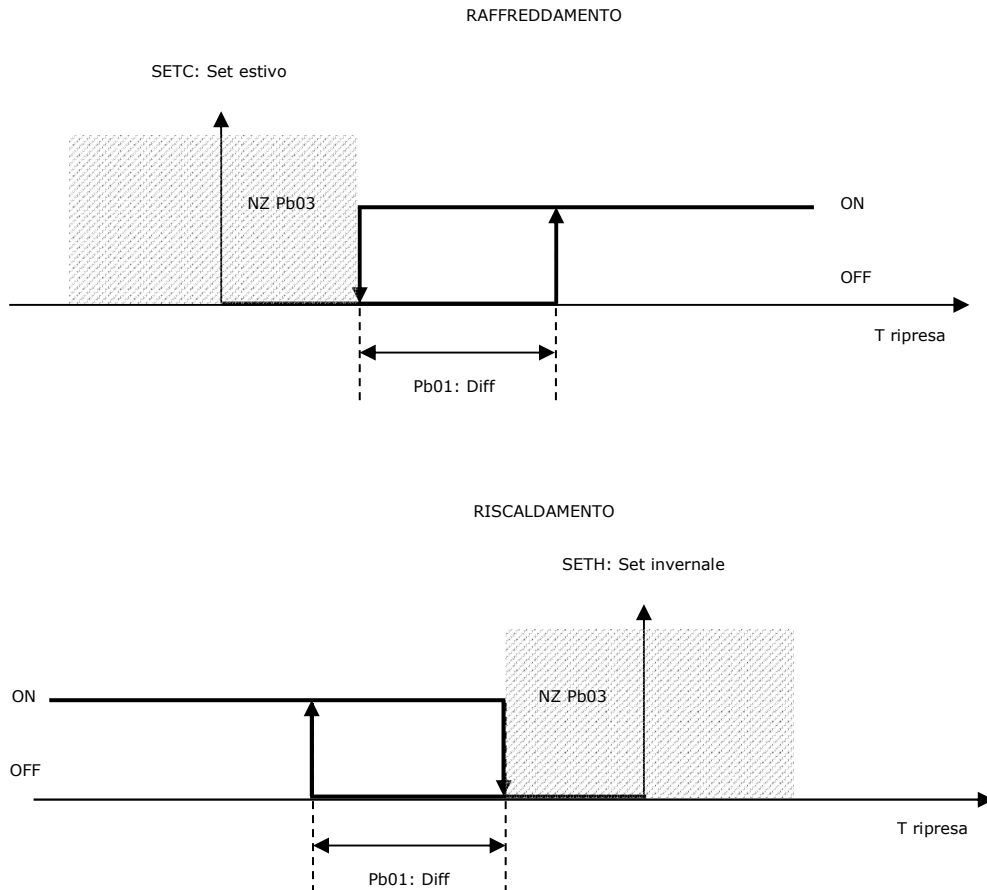 RAFFREDDAMENTO
SETC: Set estivo
NZ Pb03
ON
OFF
T ripresa
Pb01: Diff
RISCALDAMENTO
SETH: Set invernale
ON
NZ Pb03
OFF
T ripresa
Pb01: Diff